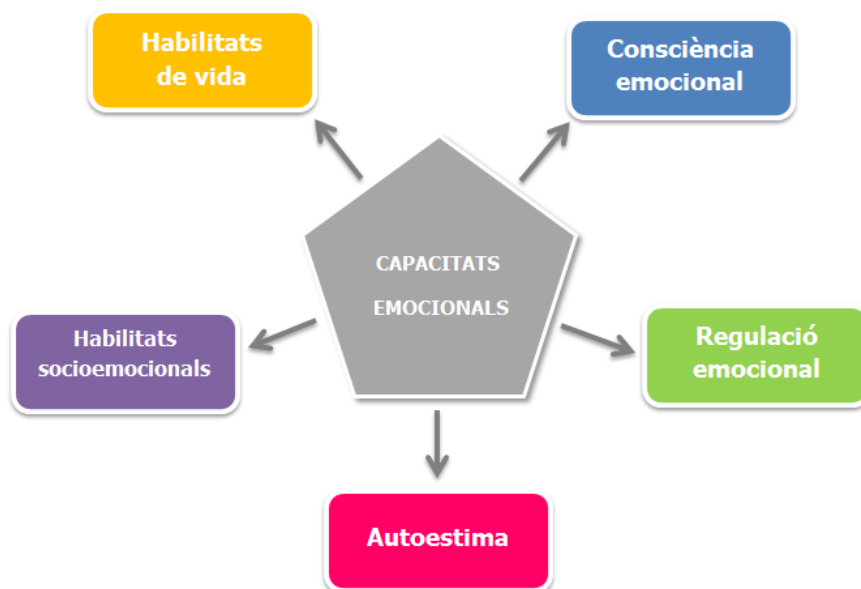 Habilitats
de vida
Consciència
emocional
CAPACITATS
EMOCIONALS
Habilitats
socioemocionals
Regulació
emocional
Autoestima